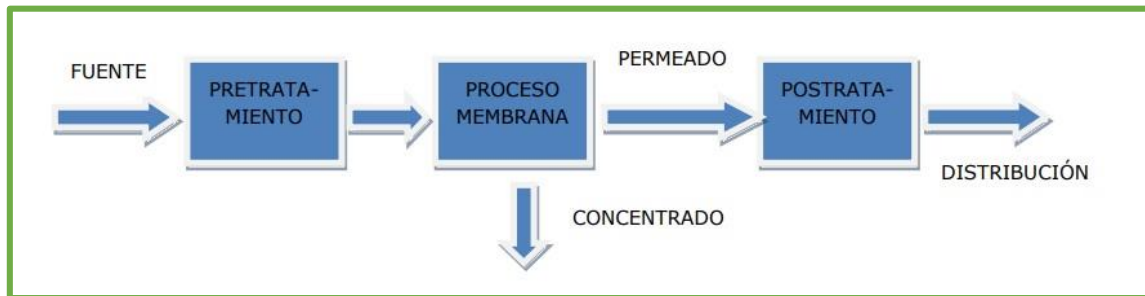 FUENTE
PRETRATA-
MIENTO
PROCESO
MEMBRANA
PERMEADO
POSTRATA-
MIENTO
DISTRIBUCIÓN
CONCENTRADO